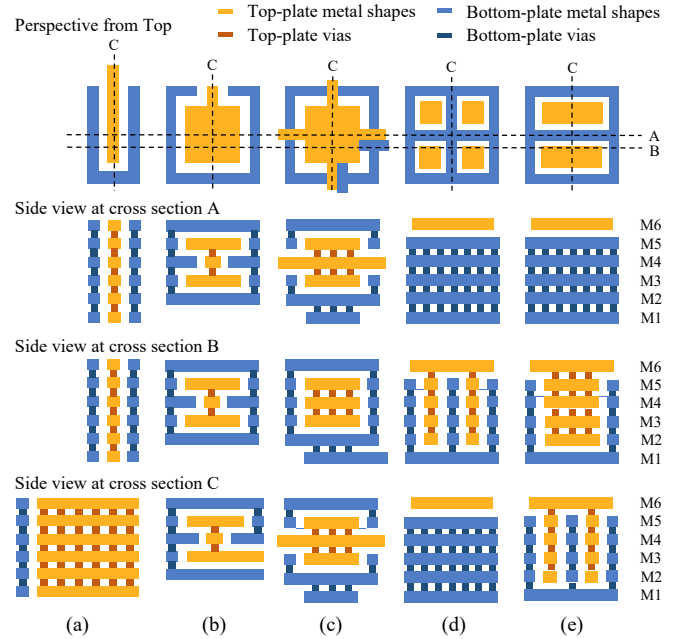 Top-plate metal shapes Bottom-plate metal shapes
Perspective from Top Top-plate vias Bottom-plate vias
C C C C C
A
B
Side view at cross section A
M6
M5
M4
M3
M2
M1
Side view at cross section B
M6
M5
M4
M3
M2
M1
Side view at cross section C
M6
M5
M4
M3
M2
M1
(a) (b) (c) (d) (e)